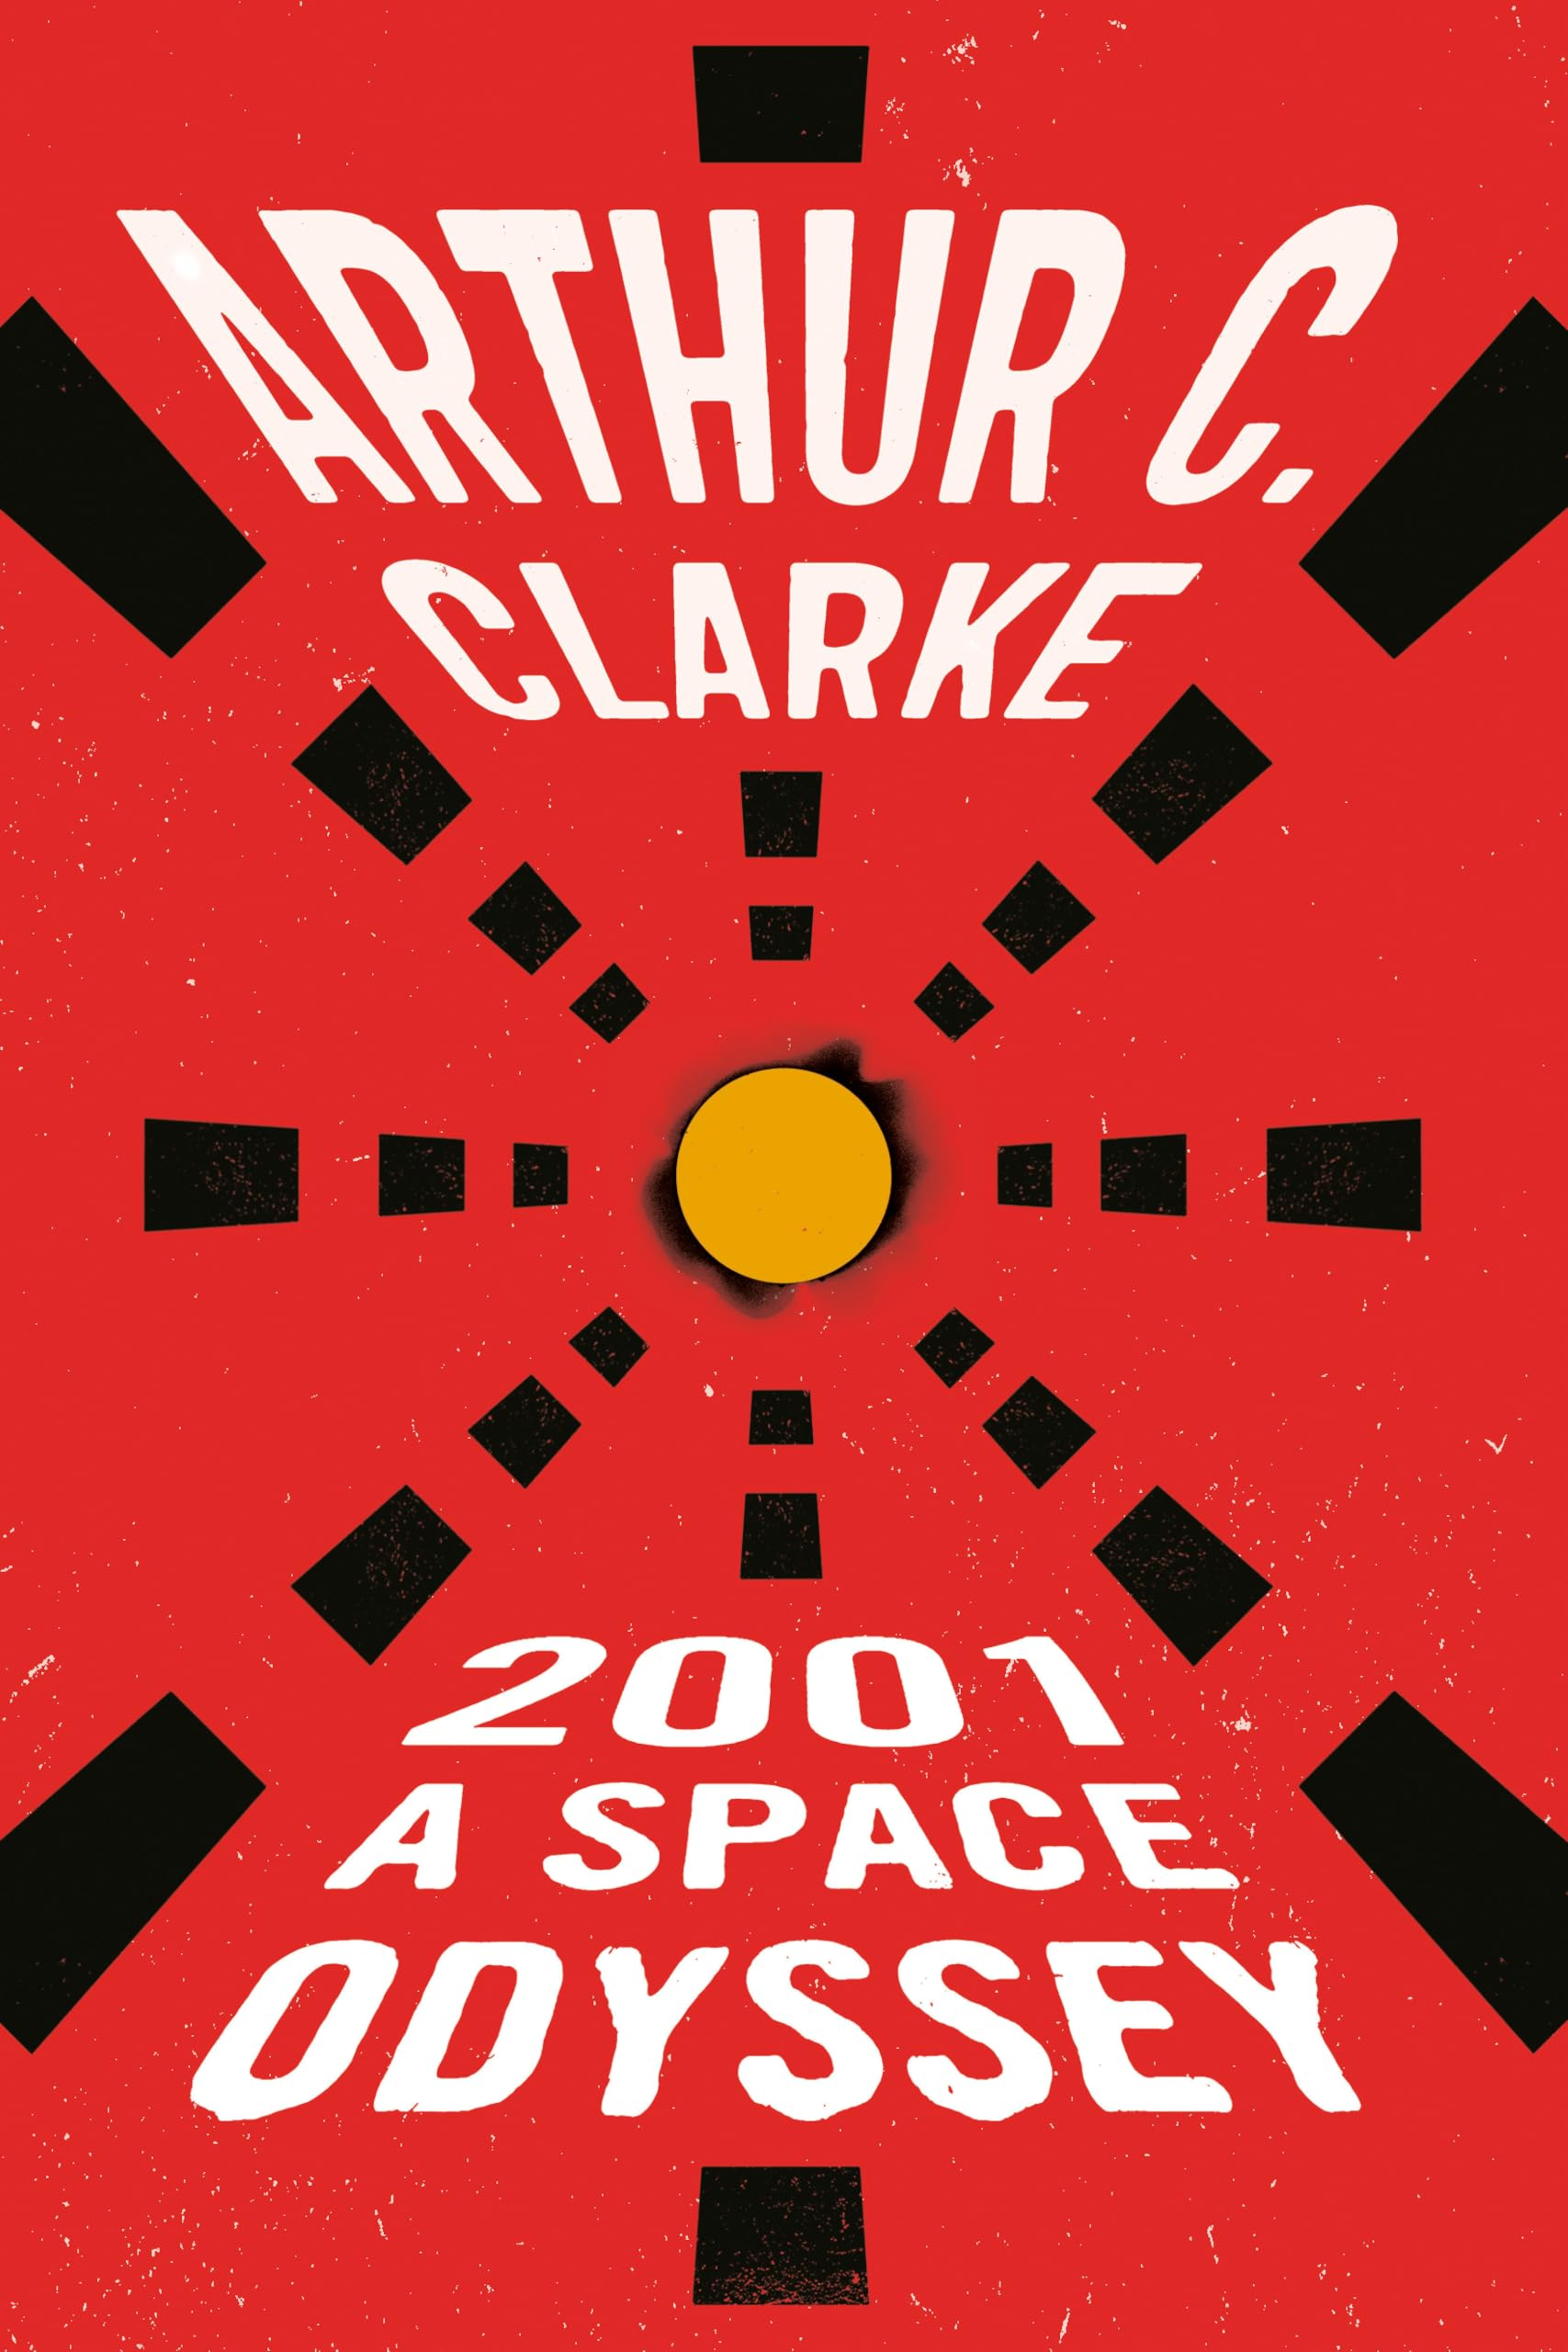 ARTHUR C.
CLARKE
2001
A SPACE
ODYSSEY